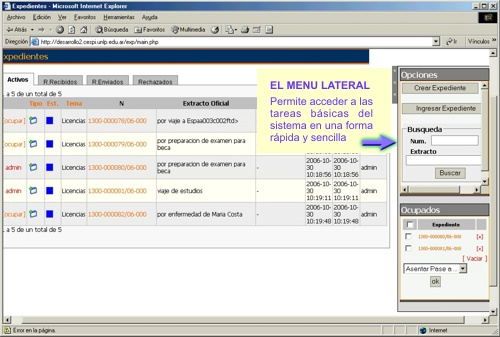 Expedientes - Microsoft Internet Explorer
Archivo Edición Ver Favoritos Herramientas Ayuda
Atrás Búsqueda Favoritos Multimedia
Dirección http://desarrollo2.cespi.unlp.edu.ar/exp/main.php Ir Vínculos »
xpedientes
Activos R.Recibidos R.Enviados Rechazados
. a 5 de un total de 5
Tipo Est. Tema N Extracto Oficial
ocupar] Licencias 1300-000078/06-000 por viaje a Espaa003c002ftd>
ocupar] Licencias 1300-000079/06-000 por preparacion de examen para beca
admin Licencias 1300-000080/06-000 por preparacion de examen para beca - 2006-10-30 10:18:56 2006-10-30 10:18:56 admin
admin Licencias 1300-000081/06-000 viaje de estudios - 2006-10-30 10:19:11 2006-10-30 10:19:11 admin
ocupar] Licencias 1300-000082/06-000 por enfermedad de Maria Costa - 2006-10-30 10:19:48 2006-10-30 10:19:48 admin
. a 5 de un total de 5
EL MENU LATERAL
Permite acceder a las
tareas básicas del
sistema en una forma
rápida y sencilla
Opciones
Crear Expediente
Ingresar Expediente
Busqueda
Num.
Extracto
Buscar
Ocupados
Expediente
1300-000080/06-000 [x]
1300-000081/06-000 [x]
[ Vaciar ]
Asentar Pase a...
ok
Error en la página. Internet